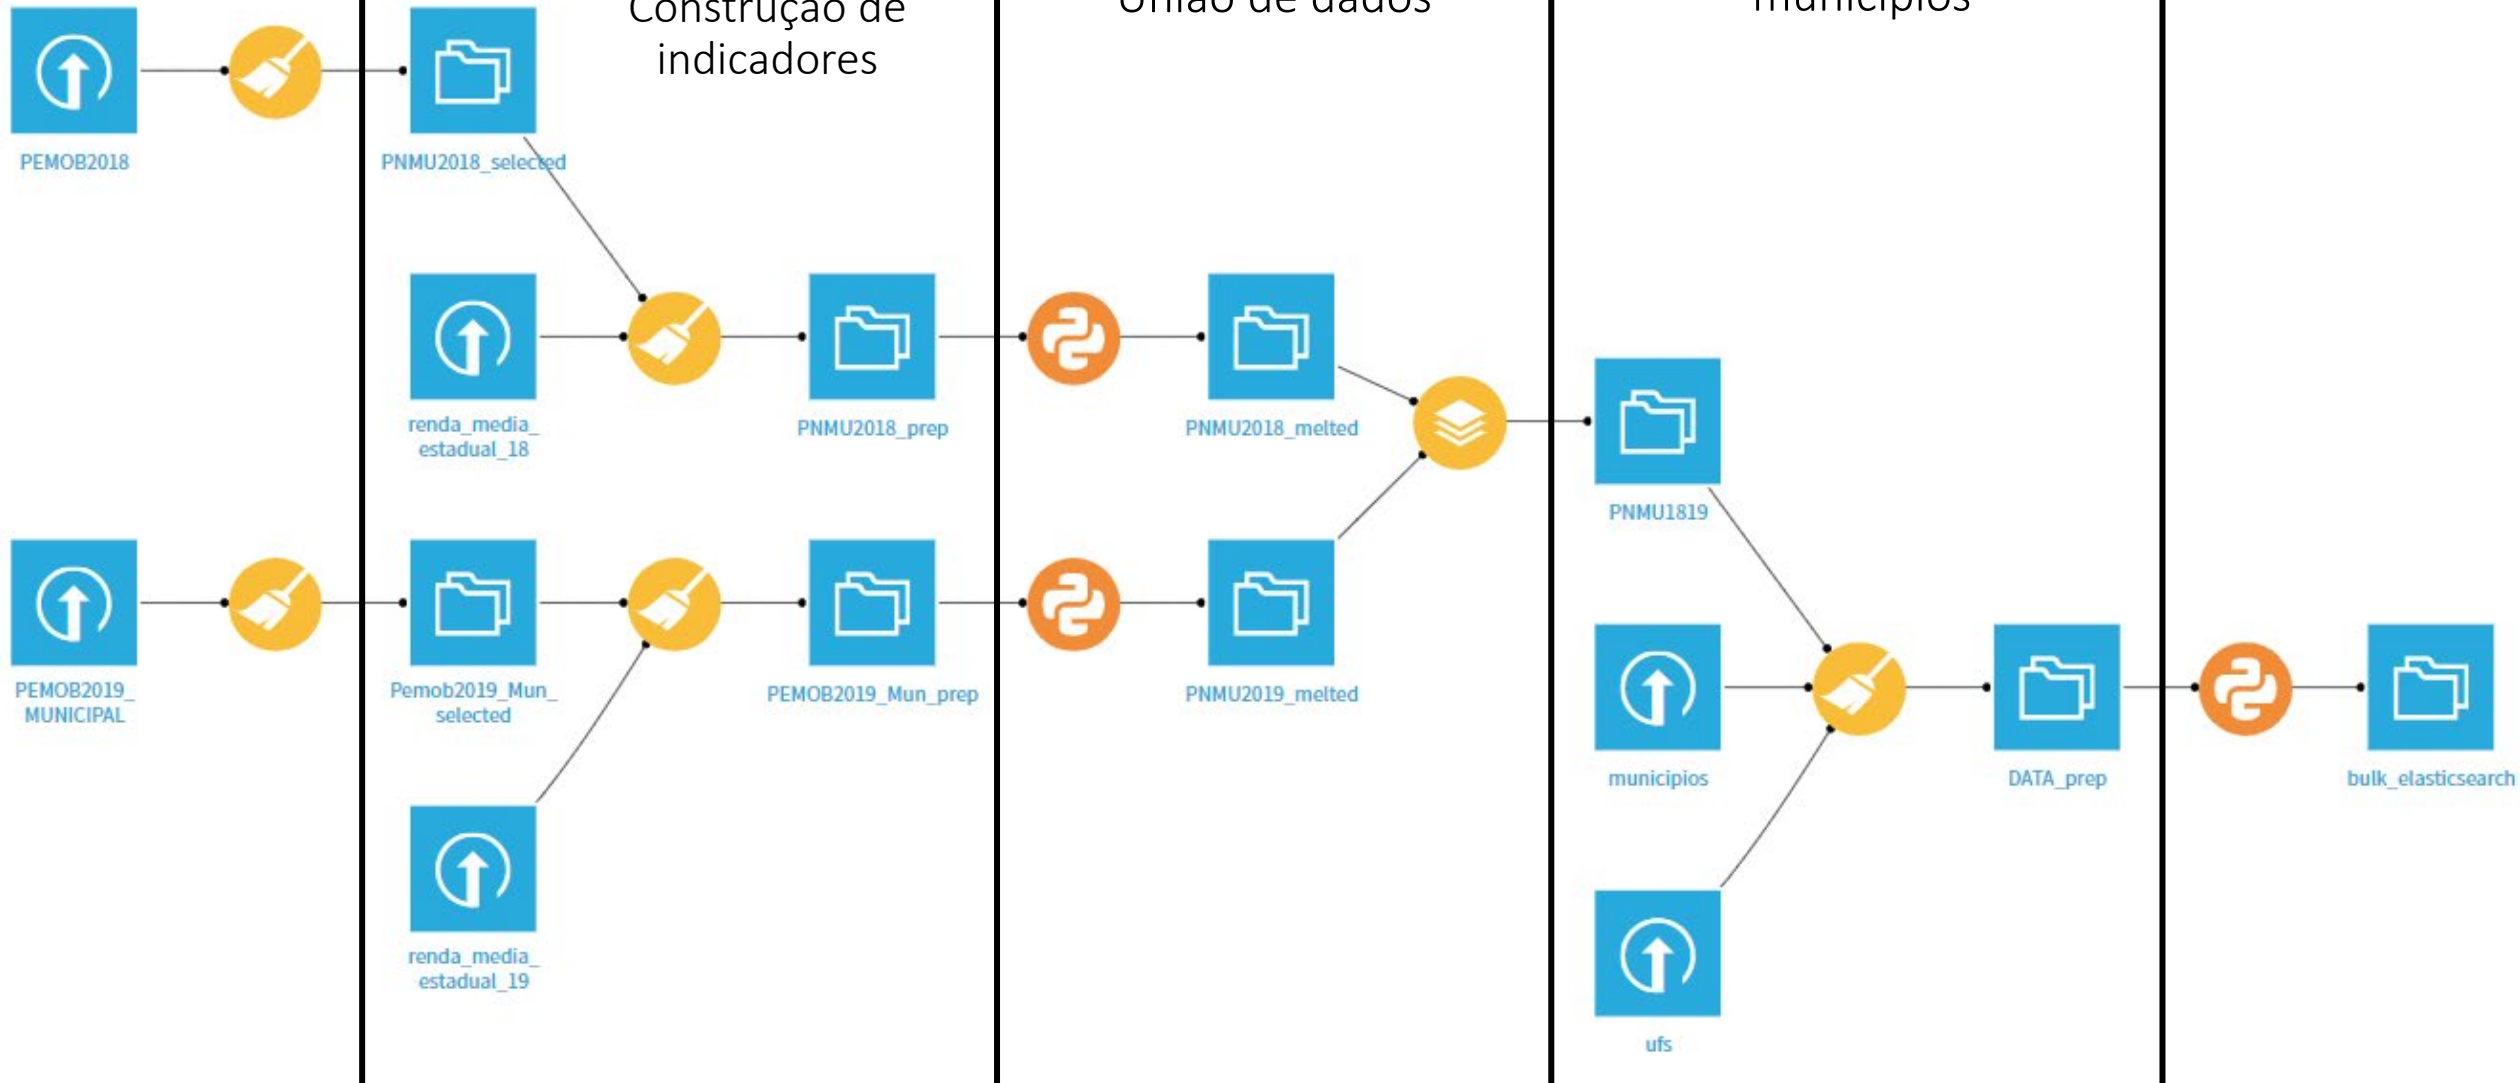 Construção de
indicadores
União de dados
municípios
PEMOB2018
PNMU2018_selected
renda_media_
estadual_18
PNMU2018_prep
PNMU2018_melted
PNMU1819
PEMOB2019_
MUNICIPAL
Pemob2019_Mun_
selected
PEMOB2019_Mun_prep
PNMU2019_melted
municipios
DATA_prep
bulk_elasticsearch
renda_media_
estadual_19
ufs